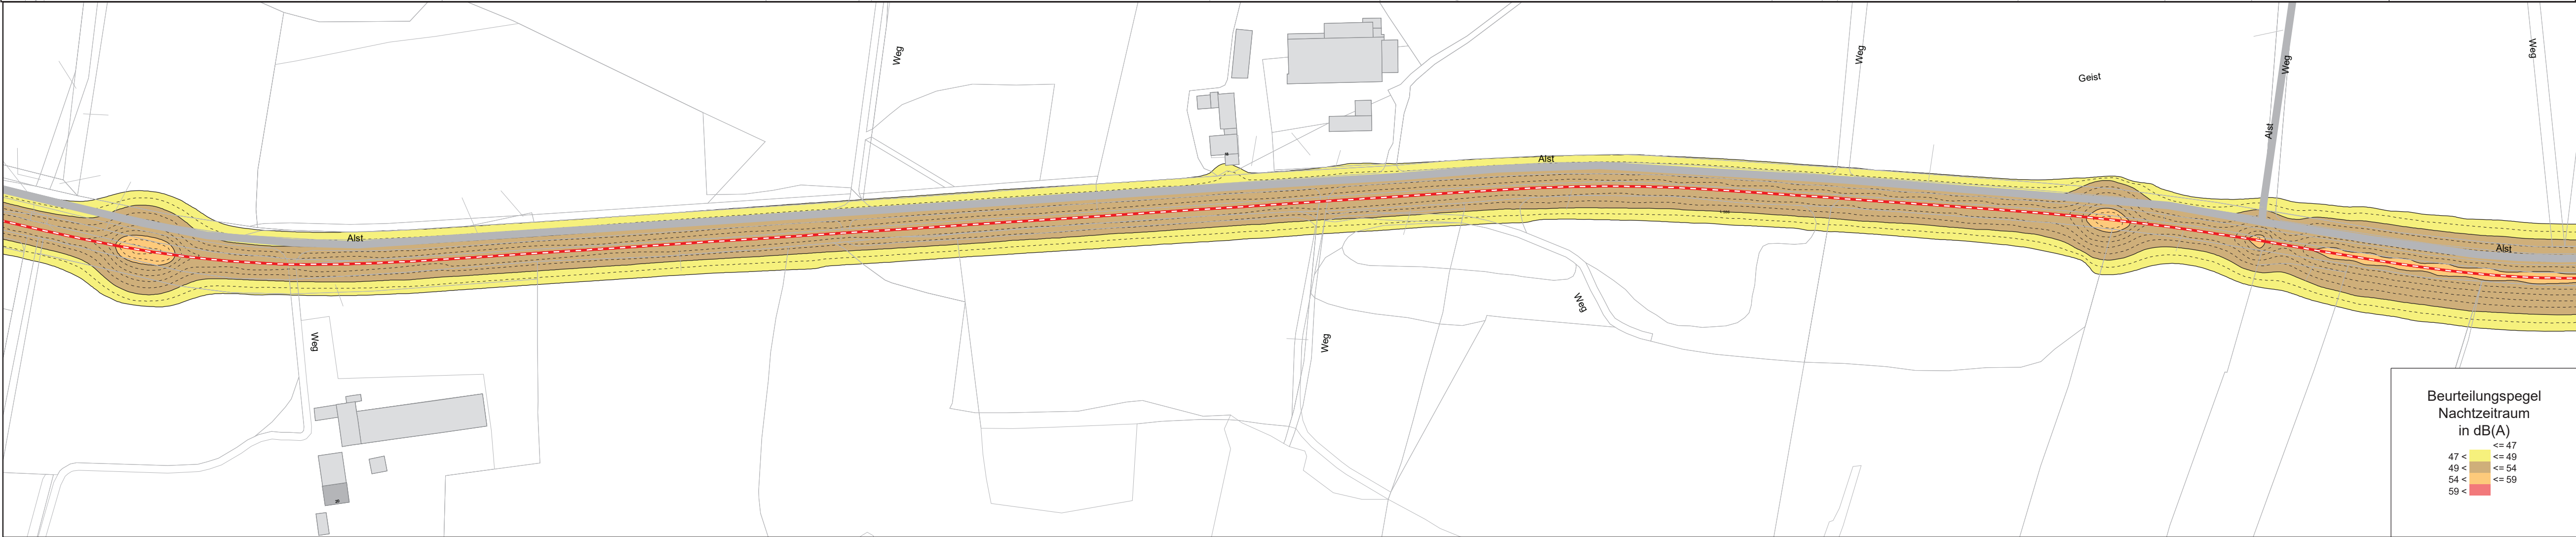 Weg
Weg
Geist
Weg
Weg
Alst
Alst
Alst
Alst
Weg
Weg
Weg
Beurteilungspegel
Nachtzeitraum
in dB(A)
<= 47
47 < <= 49
49 < <= 54
54 < <= 59
59 <